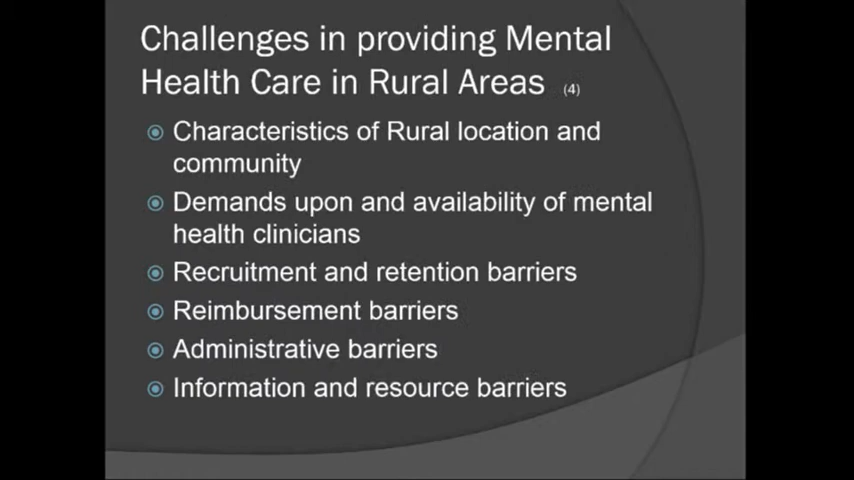 Challenges in providing Mental
Health Care in Rural Areas (4)
Characteristics of Rural location and
community
Demands upon and availability of mental
health clinicians
Recruitment and retention barriers
Reimbursement barriers
Administrative barriers
Information and resource barriers